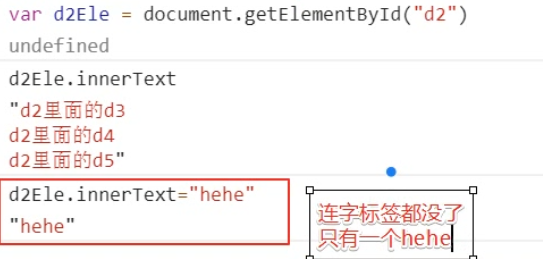 var d2Ele = document.getElementById("d2")
undefined
d2Ele.innerText
"d2里面的d3
d2里面的d4
d2里面的d5"
d2Ele.innerText="hehe"
"hehe"
连字标签都没了
只有一个hehe